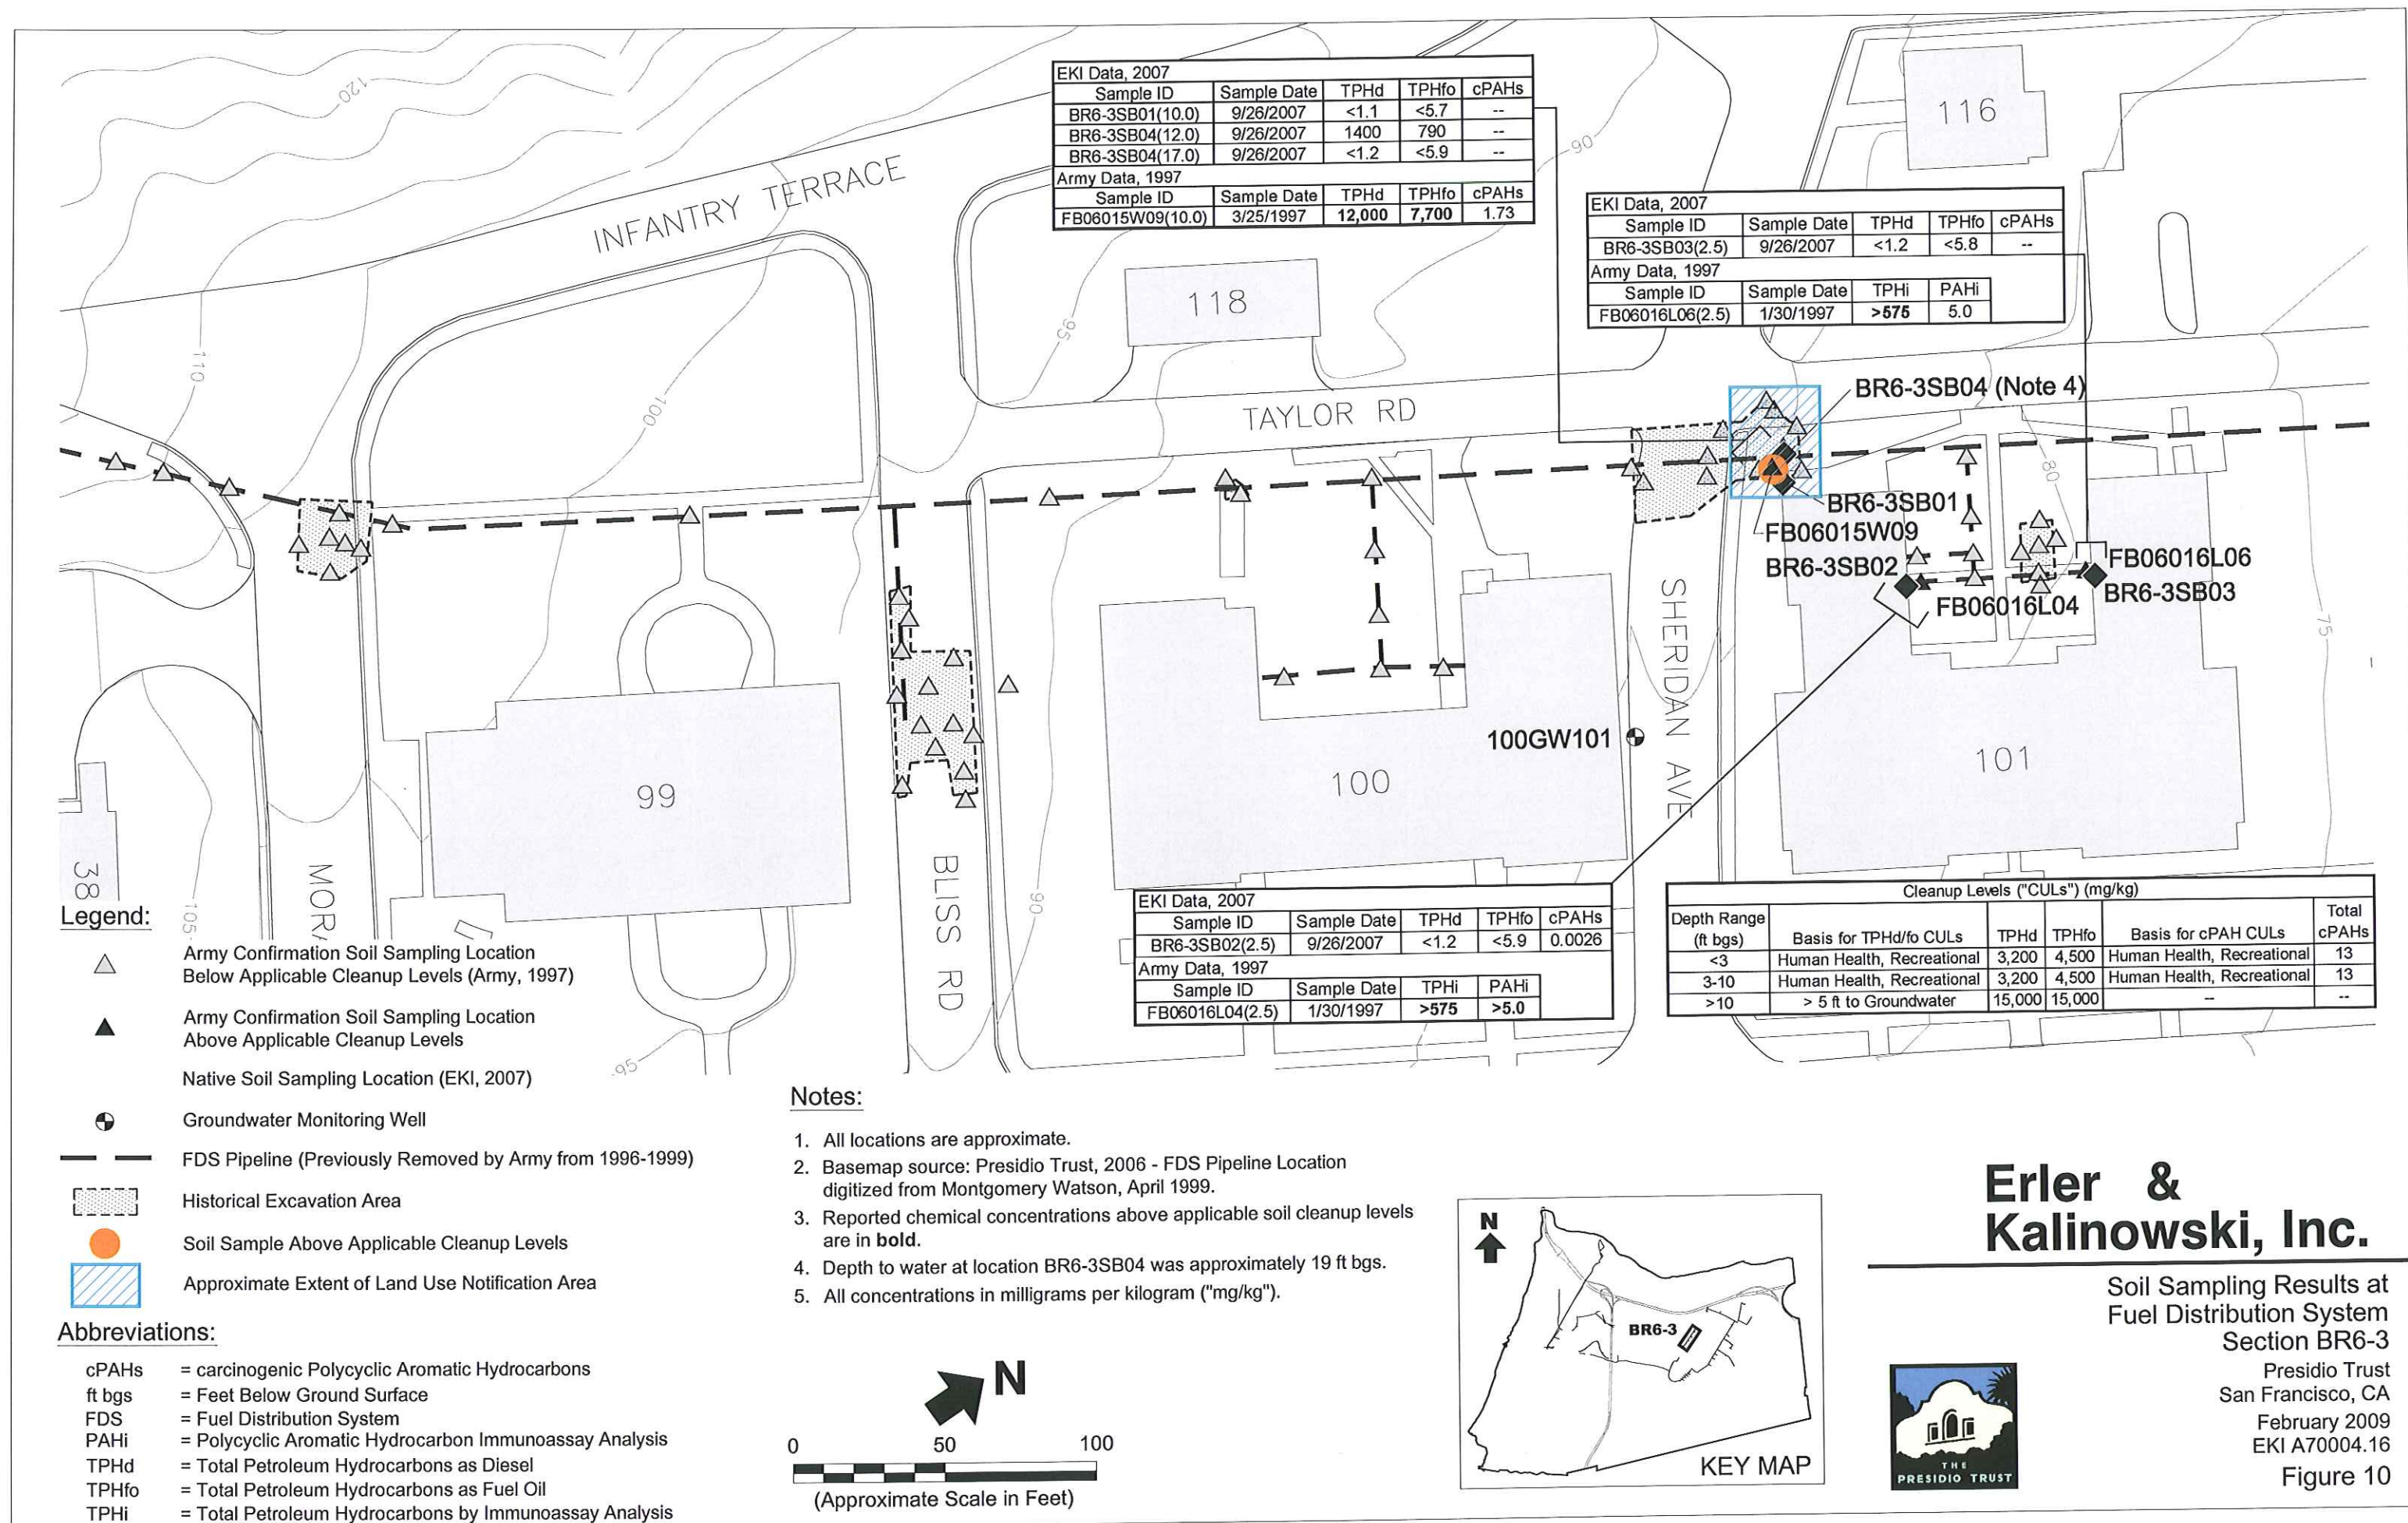 EKI Data, 2007
Sample ID Sample Date TPHd TPHfo cPAHs
BR6-3SB01(10.0) 9/26/2007 <1.1 <5.7 --
BR6-3SB04(12.0) 9/26/2007 1400 790 --
BR6-3SB04(17.0) 9/26/2007 <1.2 <5.9 --
Army Data, 1997
Sample ID Sample Date TPHd TPHfo cPAHs
FB06015W09(10.0) 3/25/1997 12,000 7,700 1.73
EKI Data, 2007
Sample ID Sample Date TPHd TPHfo cPAHs
BR6-3SB03(2.5) 9/26/2007 <1.2 <5.8 --
Army Data, 1997
Sample ID Sample Date TPHi PAHi
FB06016L06(2.5) 1/30/1997 >575 5.0
120
110
100
95
90
116
118
INFANTRY TERRACE
TAYLOR RD
BR6-3SB04 (Note 4)
BR6-3SB01
FB06015W09
BR6-3SB02
FB06016L04
FB06016L06
BR6-3SB03
80
75
SHERIDAN AVE
100GW101
99
100
101
38
MORA
BLISS RD
105
95
90
EKI Data, 2007
Sample ID Sample Date TPHd TPHfo cPAHs
BR6-3SB02(2.5) 9/26/2007 <1.2 <5.9 0.0026
Army Data, 1997
Sample ID Sample Date TPHi PAHi
FB06016L04(2.5) 1/30/1997 >575 >5.0
Cleanup Levels ("CULs") (mg/kg)
Depth Range (ft bgs) Basis for TPHd/fo CULs TPHd TPHfo Basis for cPAH CULs Total cPAHs
<3 Human Health, Recreational 3,200 4,500 Human Health, Recreational 13
3-10 Human Health, Recreational 3,200 4,500 Human Health, Recreational 13
>10 > 5 ft to Groundwater 15,000 15,000 -- --
Legend:
Army Confirmation Soil Sampling Location
Below Applicable Cleanup Levels (Army, 1997)
Army Confirmation Soil Sampling Location
Above Applicable Cleanup Levels
Native Soil Sampling Location (EKI, 2007)
Groundwater Monitoring Well
FDS Pipeline (Previously Removed by Army from 1996-1999)
Historical Excavation Area
Soil Sample Above Applicable Cleanup Levels
Approximate Extent of Land Use Notification Area
Abbreviations:
cPAHs = carcinogenic Polycyclic Aromatic Hydrocarbons
ft bgs = Feet Below Ground Surface
FDS = Fuel Distribution System
PAHi = Polycyclic Aromatic Hydrocarbon Immunoassay Analysis
TPHd = Total Petroleum Hydrocarbons as Diesel
TPHfo = Total Petroleum Hydrocarbons as Fuel Oil
TPHi = Total Petroleum Hydrocarbons by Immunoassay Analysis
Notes:
1. All locations are approximate.
2. Basemap source: Presidio Trust, 2006 - FDS Pipeline Location
digitized from Montgomery Watson, April 1999.
3. Reported chemical concentrations above applicable soil cleanup levels
are in bold.
4. Depth to water at location BR6-3SB04 was approximately 19 ft bgs.
5. All concentrations in milligrams per kilogram ("mg/kg").
N
0 50 100
(Approximate Scale in Feet)
N
BR6-3
KEY MAP
Erler &
Kalinowski, Inc.
Soil Sampling Results at
Fuel Distribution System
Section BR6-3
Presidio Trust
San Francisco, CA
February 2009
EKI A70004.16
Figure 10
THE
PRESIDIO TRUST